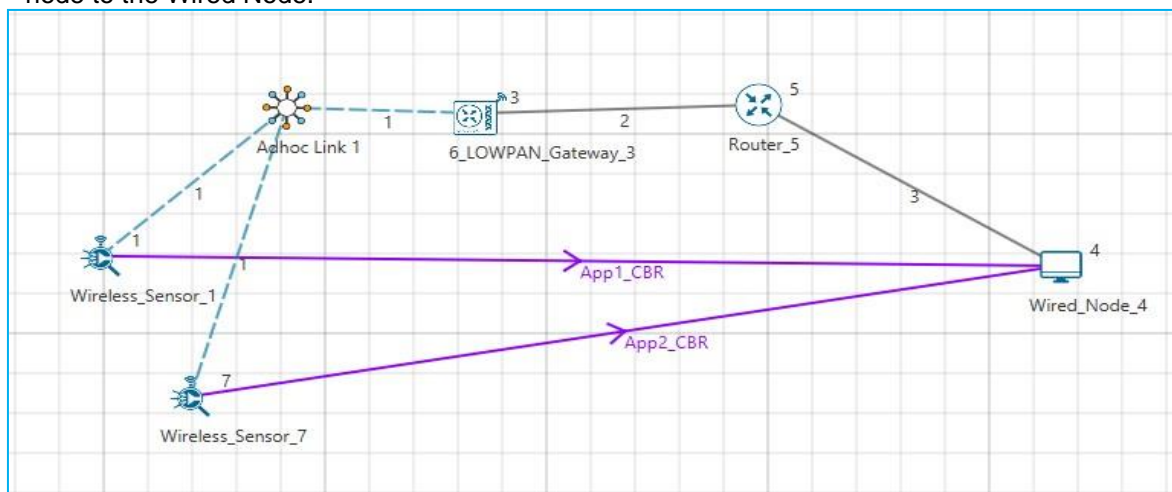 node to the Wired Node.
5
3
1
2
Adhoc Link 1
6_LOWPAN_Gateway_3
Router_5
1
3
1
4
1
App1_CBR
Wireless_Sensor_1
Wired_Node_4
App2_CBR
7
Wireless_Sensor_7